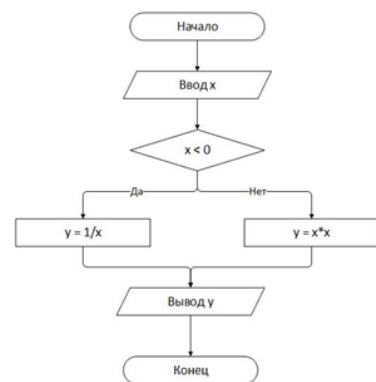 Начало
Ввод x
x < 0
Да
Нет
y = 1/x
y = x*x
Вывод y
Конец